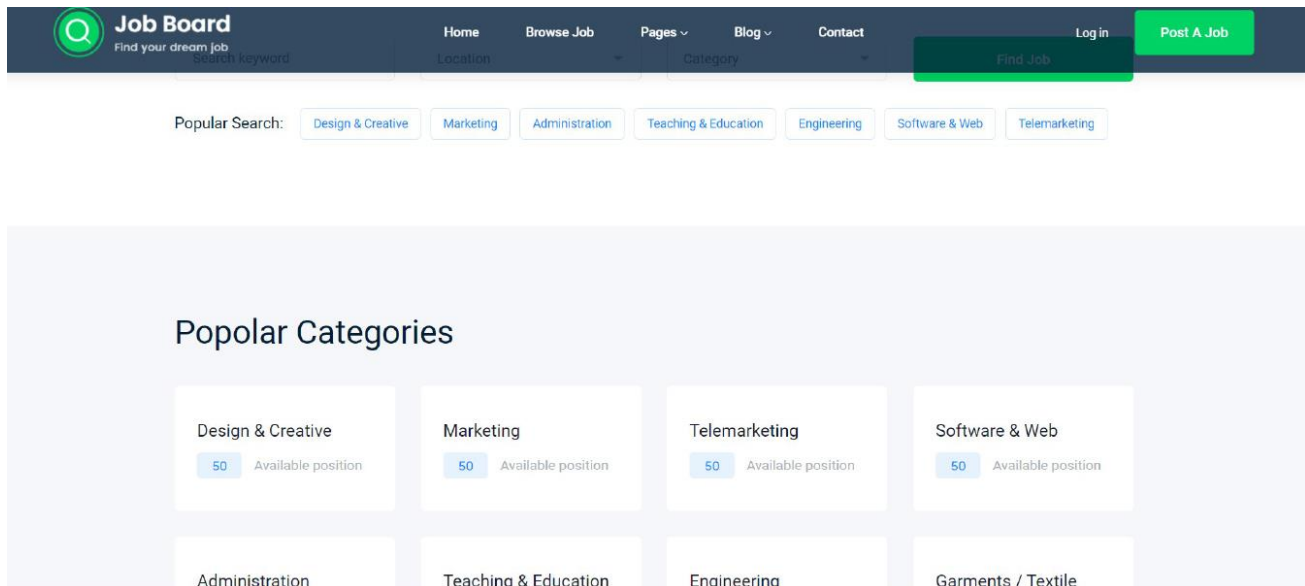 Job Board
Find your dream job
Home Browse Job Pages Blog Contact Log in Post A Job
Search keyword Location Category Find Job
Popular Search: Design & Creative Marketing Administration Teaching & Education Engineering Software & Web Telemarketing
Popolar Categories
Design & Creative Marketing Telemarketing Software & Web
50 Available position 50 Available position 50 Available position 50 Available position
Administration Teaching & Education Engineering Garments / Textile